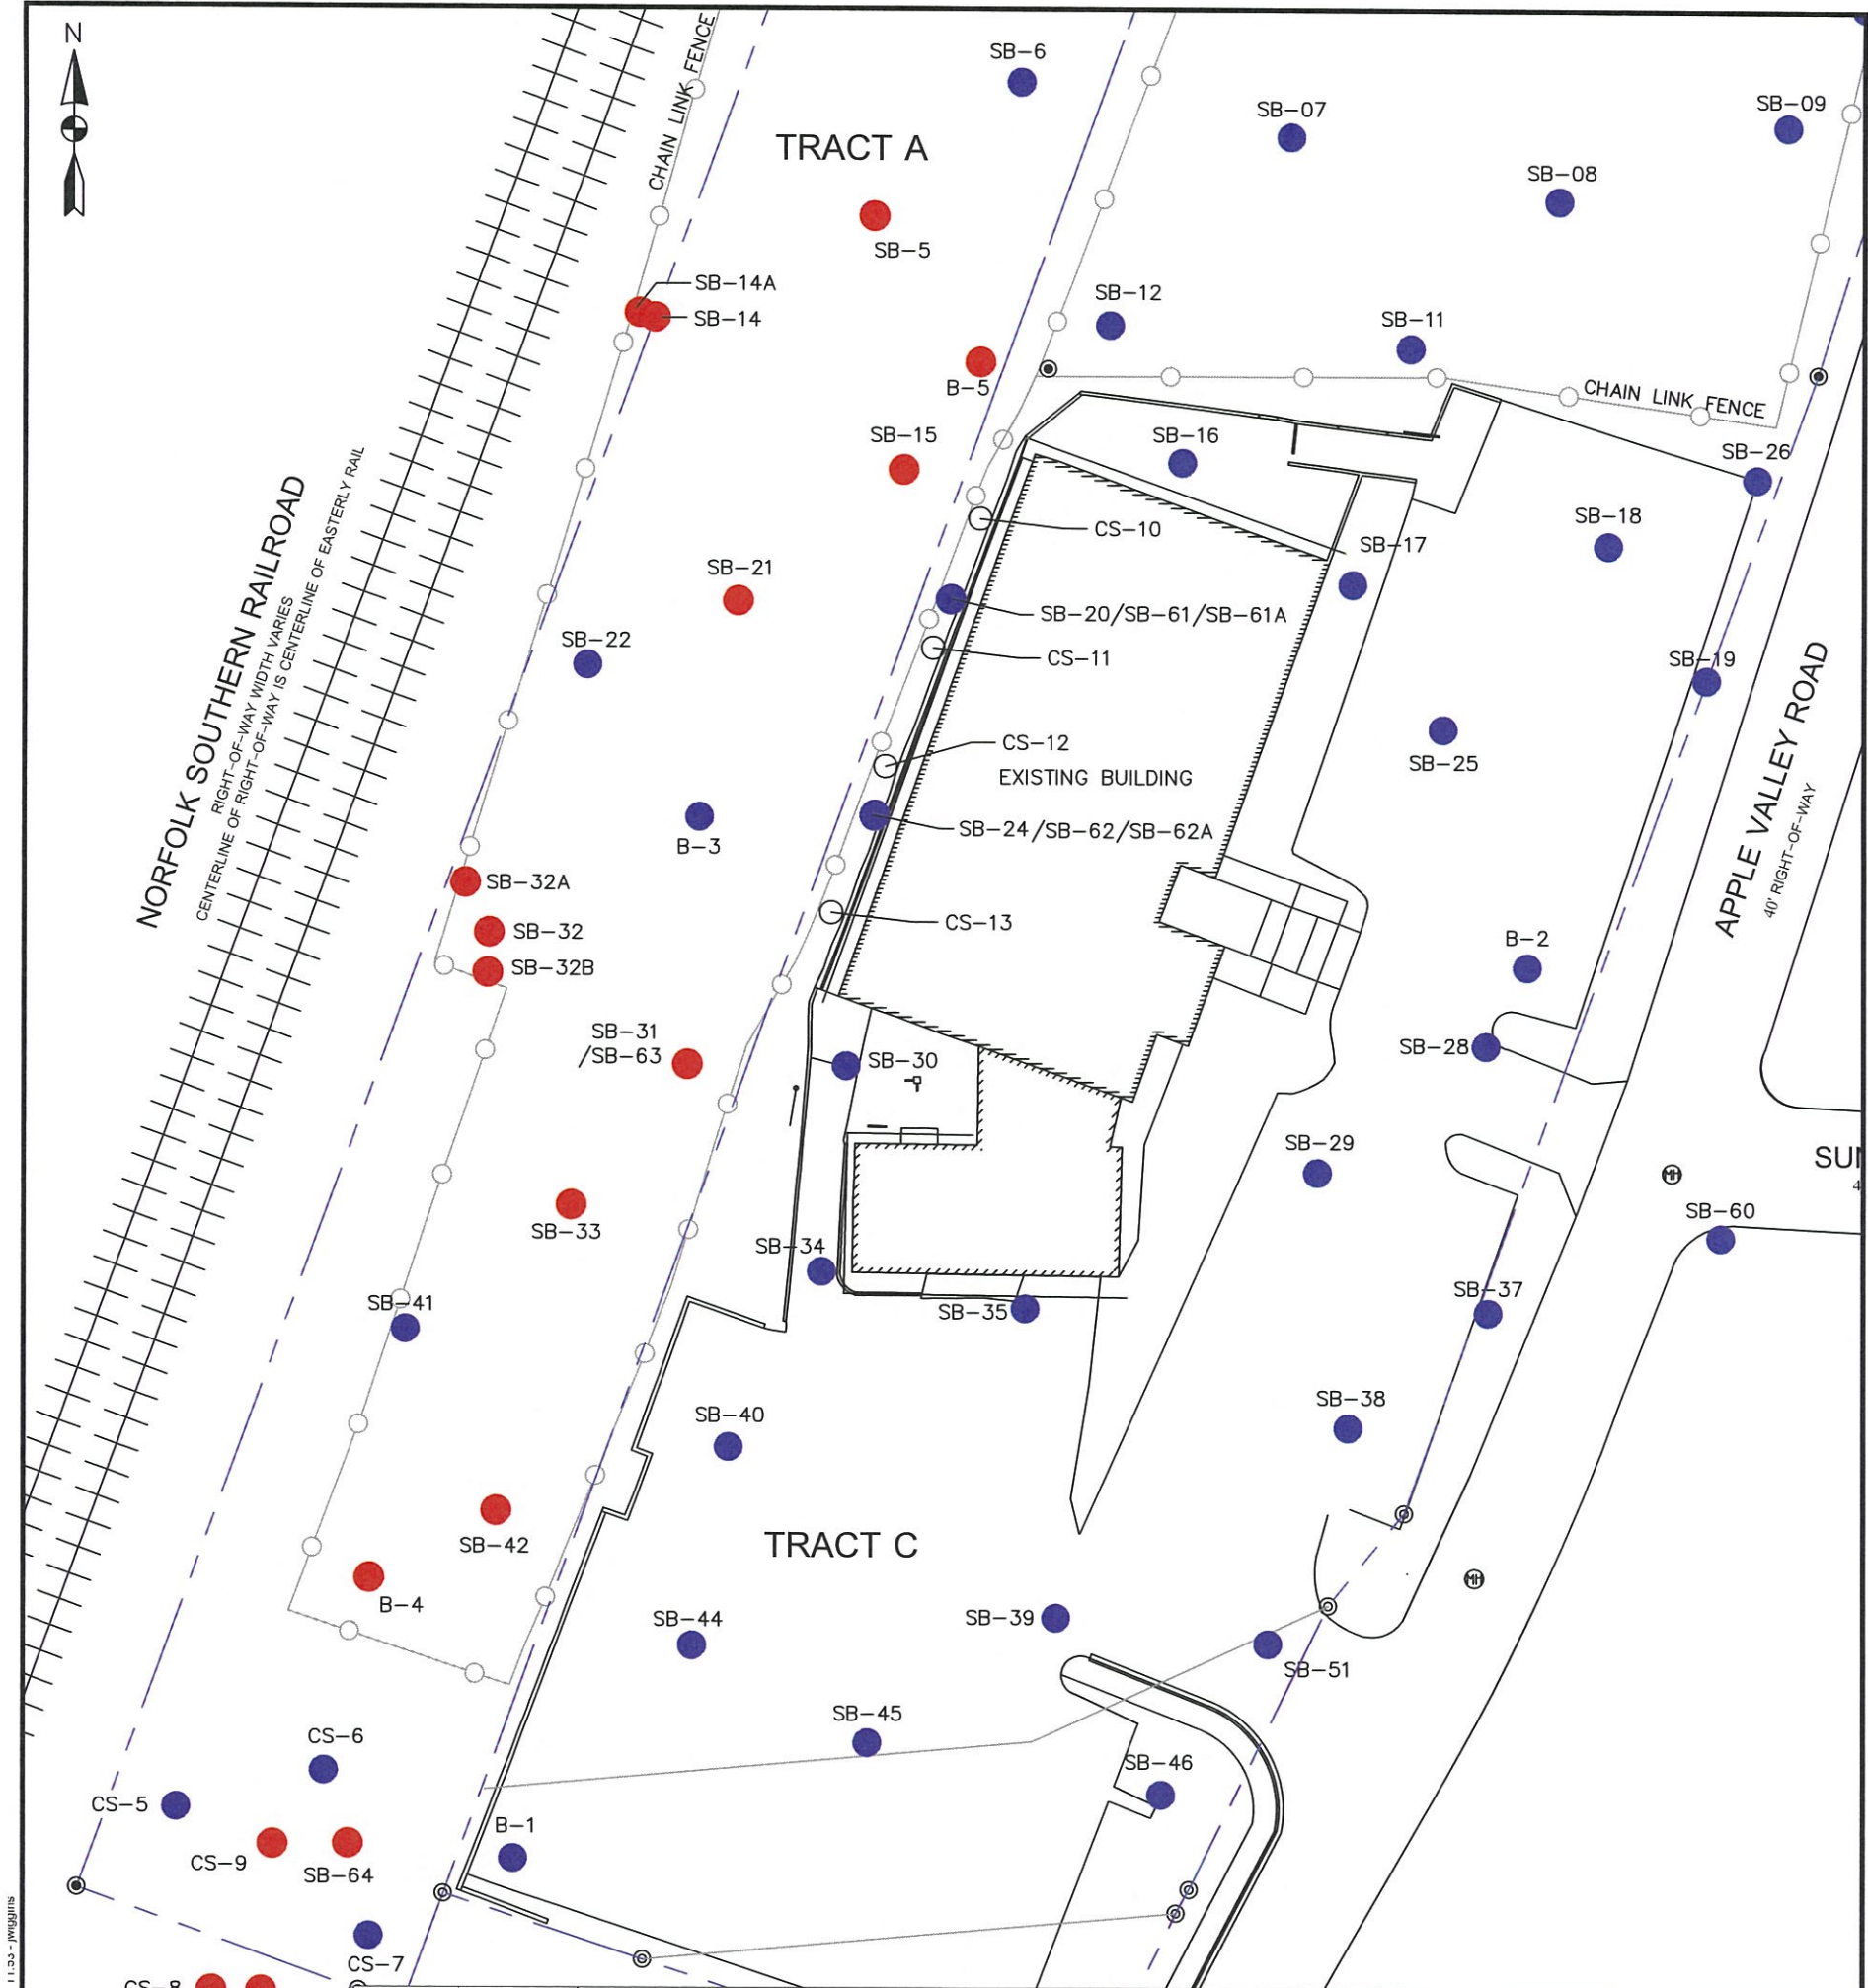 N
CHAIN LINK FENCE
SB-6
SB-07
SB-09
TRACT A
SB-08
SB-5
SB-14A
SB-14
SB-12
SB-11
B-5
CHAIN LINK FENCE
SB-15
SB-16
SB-26
CS-10
SB-18
SB-17
SB-21
SB-20/SB-61/SB-61A
SB-22
CS-11
SB-19
NORFOLK SOUTHERN RAILROAD
RIGHT-OF-WAY WIDTH VARIES
CENTERLINE OF RIGHT-OF-WAY IS CENTERLINE OF EASTERLY RAIL
CS-12
EXISTING BUILDING
SB-25
APPLE VALLEY ROAD
40' RIGHT-OF-WAY
B-3
SB-24/SB-62/SB-62A
SB-32A
CS-13
SB-32
B-2
SB-32B
SB-31
/SB-63
SB-30
SB-28
SB-29
SUN
4
SB-33
SB-60
SB-34
SB-41
SB-35
SB-37
SB-38
SB-40
SB-42
TRACT C
B-4
SB-44
SB-39
SB-51
CS-6
SB-45
SB-46
CS-5
B-1
CS-9
SB-64
CS-7
CS-8
MH
MH